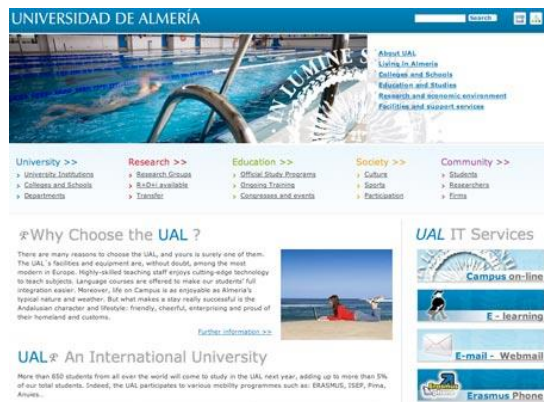 UNIVERSIDAD DE ALMERÍA
Search
IN LUMINE S
About UAL
Living in Almeria
Colleges and Schools
Education and Studies
Research and economic environment
Facilities and support services
University >>
University Institutions
Colleges and Schools
Departments
Research >>
Research Groups
R+D+i available
Transfer
Education >>
Official Study Programs
Ongoing Training
Congresses and events
Society >>
Culture
Sports
Participation
Community >>
Students
Researchers
Firms
Why Choose the UAL ?
There are many reasons to choose the UAL, and yours is surely one of them.
The UAL´s facilities and equipment are, without doubt, among the most
modern in Europe. Highly-skilled teaching staff enjoys cutting-edge technology
to teach subjects. Language courses are offered to make our students' full
integration easier. Moreover, life on Campus is as enjoyable as Almeria's
typical nature and weather. But what makes a stay really successful is the
Andalusian character and lifestyle: friendly, cheerful, enterprising and proud of
their homeland and customs.
Further information >>
UAL An International University
More than 650 students from all over the world will come to study in the UAL next year, adding up to more than 5%
of our total students. Indeed, the UAL participates to various mobility programmes such as: ERASMUS, ISEP, Pima,
Anuies..
UAL IT Services
Campus on-line
E - learning
E-mail - Webmail
Erasmus
Erasmus Phone